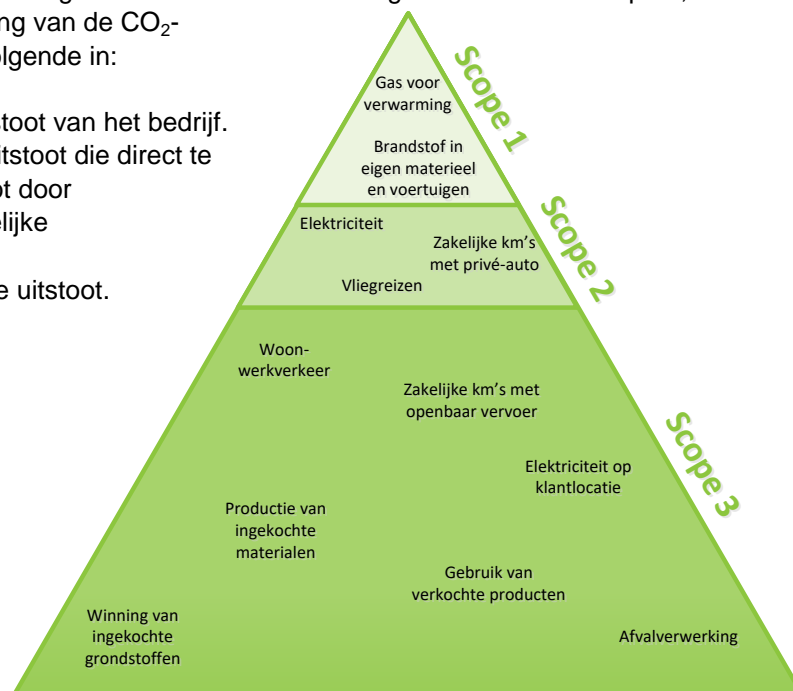 ng van de CO₂-
olgende in:
stoot van het bedrijf.
itstoot die direct te
ot door
elijke
e uitstoot.
Scope 1
Gas voor
verwarming
Brandstof in
eigen materieel
en voertuigen
Scope 2
Elektriciteit
Zakelijke km's
met privé-auto
Vliegreizen
Scope 3
Woon-
werkverkeer
Zakelijke km's met
openbaar vervoer
Elektriciteit op
klantlocatie
Productie van
ingekochte
materialen
Gebruik van
verkochte producten
Winning van
ingekochte
grondstoffen
Afvalverwerking